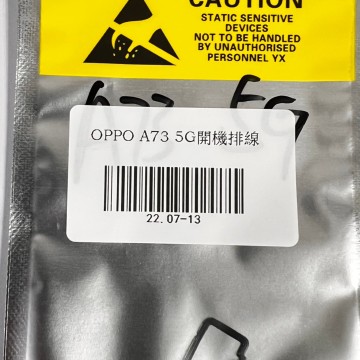 CAUTION
STATIC SENSITIVE
DEVICES
NOT TO BE HANDLED
BY UNAUTHORISED
PERSONNEL YX
OPPO A73 5G開機排線
22.07-13